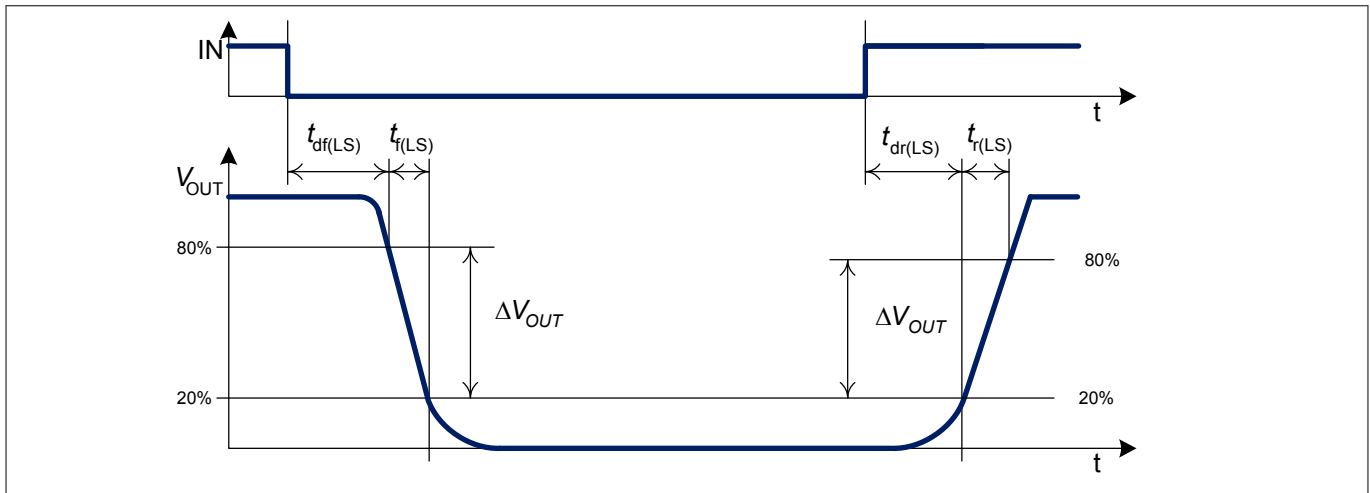 IN
t
tdf(LS) tf(LS) tdr(LS) tr(LS)
VOUT
80%
80%
ΔVOUT
ΔVOUT
20%
20%
t